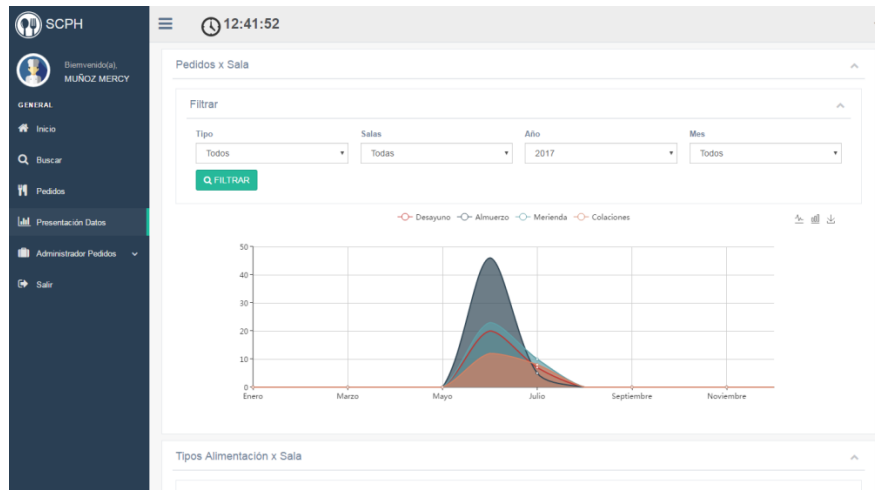 SCPH
12:41:52
Bienvenido(a),
MUÑOZ MERCY
GENERAL
Inicio
Buscar
Pedidos
Presentación Datos
Administrador Pedidos
Salir
Pedidos x Sala
Filtrar
Tipo Salas Año Mes
Todos Todas 2017 Todos
FILTRAR
Desayuno Almuerzo Merienda Colaciones
50
40
30
20
10
0
Enero Marzo Mayo Julio Septiembre Noviembre
Tipos Alimentación x Sala